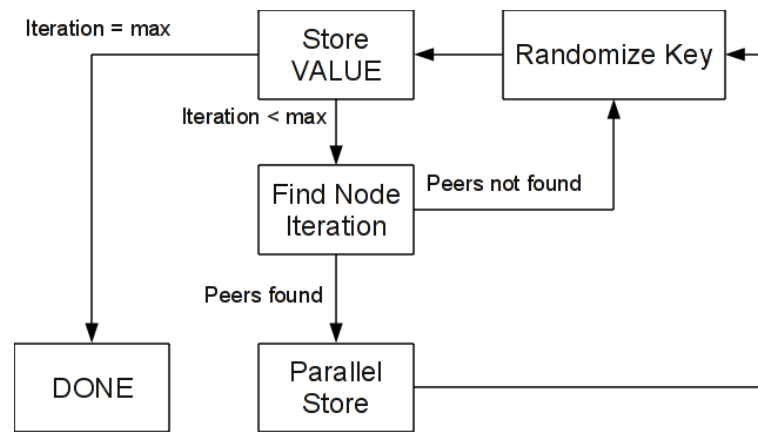 Iteration = max
Store
VALUE
Randomize Key
Iteration < max
Find Node
Iteration
Peers not found
Peers found
DONE
Parallel
Store